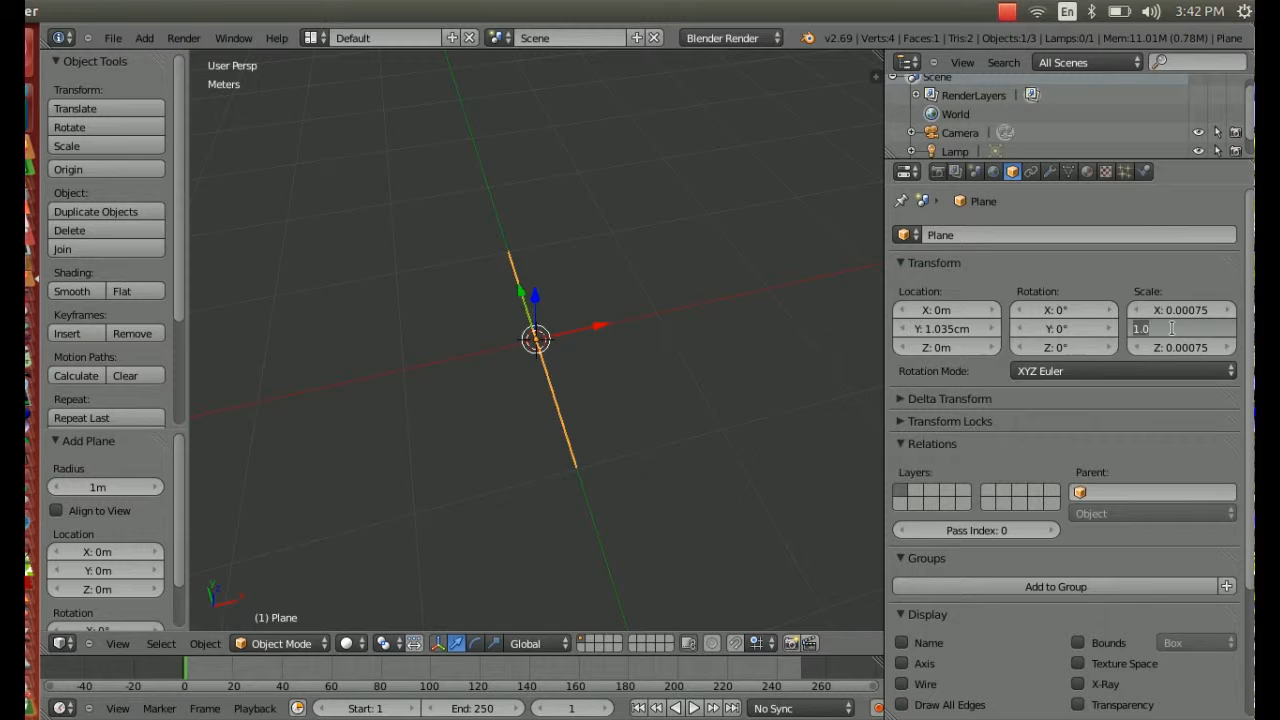 er
En
3:42 PM
File Add Render Window Help Default Scene Blender Render v2.69 | Verts:4 | Faces:1 | Tris:2 | Objects:1/3 | Lamps:0/1 | Mem:11.01M (0.78M) | Plane
Object Tools
Transform:
Translate
Rotate
Scale
Origin
Object:
Duplicate Objects
Delete
Join
Shading:
Smooth Flat
Keyframes:
Insert Remove
Motion Paths:
Calculate Clear
Repeat:
Repeat Last
Add Plane
Radius
1m
Align to View
Location
X: 0m
Y: 0m
Z: 0m
Rotation
X: 0°
User Persp
Meters
(1) Plane
View Select Object Object Mode Global
-40 -20 0 20 40 60 80 100 120 140 160 180 200 220 240 260
View Marker Frame Playback Start: 1 End: 250 1 No Sync
View Search All Scenes
Scene
RenderLayers |
World
Camera |
Lamp |
Plane
Plane
Transform
Location: Rotation: Scale:
X: 0m X: 0° X: 0.00075
Y: 1.035cm Y: 0° 1.0
Z: 0m Z: 0° Z: 0.00075
Rotation Mode: XYZ Euler
Delta Transform
Transform Locks
Relations
Layers: Parent:
Object
Pass Index: 0
Groups
Add to Group
Display
Name Bounds Box
Axis Texture Space
Wire X-Ray
Draw All Edges Transparency